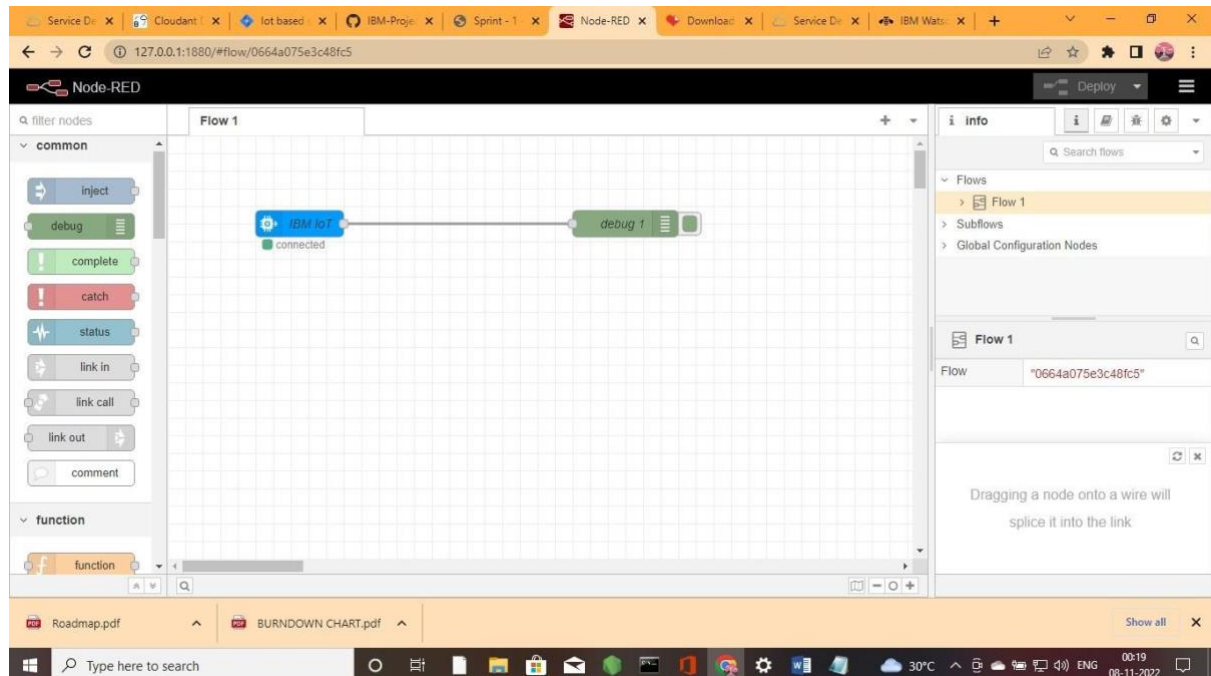 Service De
Cloudant
Iot based
IBM-Proje
Sprint - 1
Node-RED
Download
Service De
IBM Wats
127.0.0.1:1880/#flow/0664a075e3c48fc5
Node-RED
Deploy
filter nodes
Flow 1
i info
i
common
Search flows
Flows
inject
Flow 1
debug
IBM IoT
debug 1
Subflows
connected
Global Configuration Nodes
complete
catch
status
Flow 1
link in
Flow
"0664a075e3c48fc5"
link call
link out
comment
Dragging a node onto a wire will
splice it into the link
function
f
function
PDF
Roadmap.pdf
PDF
BURNDOWN CHART.pdf
Show all
Type here to search
30°C
ENG
00:19
08-11-2022